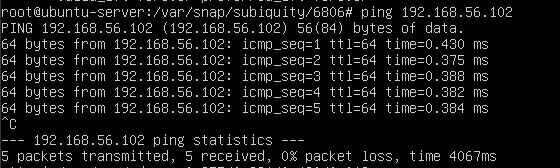 root@ubuntu-server:/var/snap/subiquity/6806# ping 192.168.56.102
PING 192.168.56.102 (192.168.56.102) 56(84) bytes of data.
64 bytes from 192.168.56.102: icmp_seq=1 ttl=64 time=0.430 ms
64 bytes from 192.168.56.102: icmp_seq=2 ttl=64 time=0.375 ms
64 bytes from 192.168.56.102: icmp_seq=3 ttl=64 time=0.388 ms
64 bytes from 192.168.56.102: icmp_seq=4 ttl=64 time=0.382 ms
64 bytes from 192.168.56.102: icmp_seq=5 ttl=64 time=0.384 ms
^C
--- 192.168.56.102 ping statistics ---
5 packets transmitted, 5 received, 0% packet loss, time 4067ms